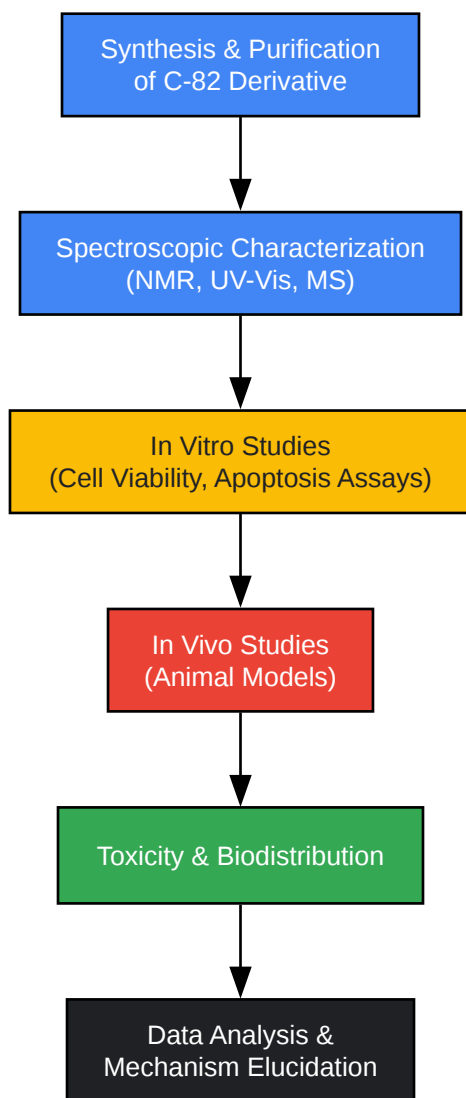 Synthesis & Purification
of C-82 Derivative
Spectroscopic Characterization
(NMR, UV-Vis, MS)
In Vitro Studies
(Cell Viability, Apoptosis Assays)
In Vivo Studies
(Animal Models)
Toxicity & Biodistribution
Data Analysis &
Mechanism Elucidation